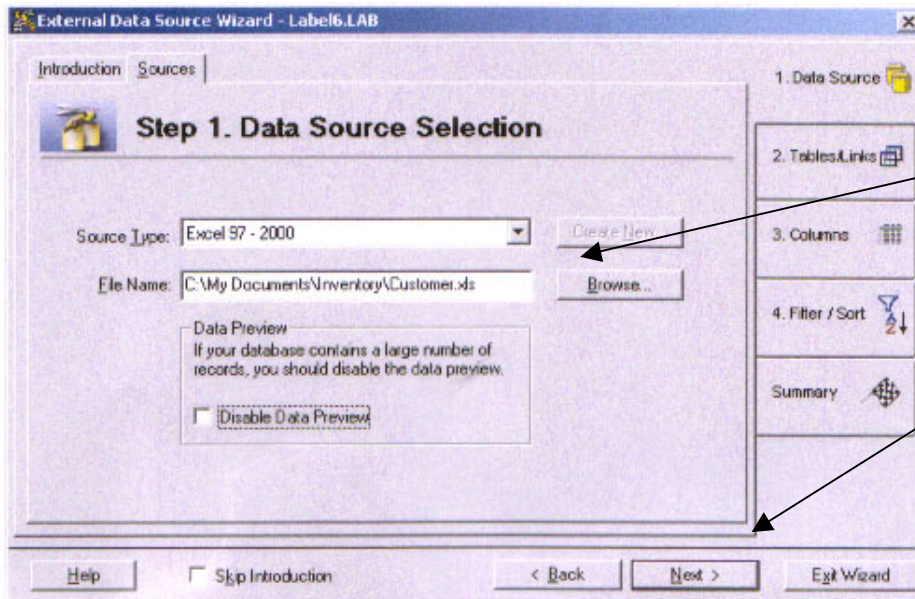 External Data Source Wizard - Label6.LAB
Introduction Sources
Step 1. Data Source Selection
Source Type: Excel 97 - 2000 Create New...
File Name: C:\My Documents\Inventory\Customer.xls Browse...
Data Preview
If your database contains a large number of
records, you should disable the data preview.
Disable Data Preview
1. Data Source
2. Tables/Links
3. Columns
4. Filter / Sort
Summary
Help Skip Introduction < Back Next > Exit Wizard